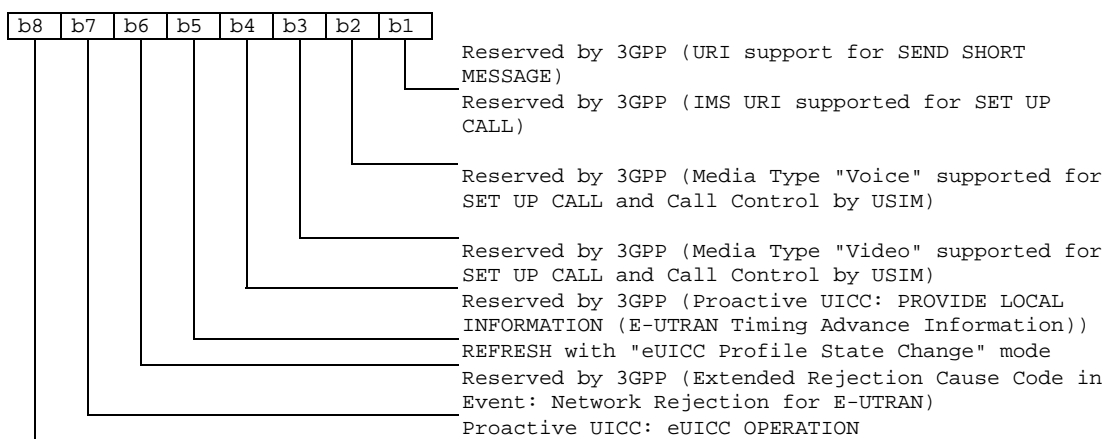 b8 b7 b6 b5 b4 b3 b2 b1
Reserved by 3GPP (URI support for SEND SHORT
MESSAGE)
Reserved by 3GPP (IMS URI supported for SET UP
CALL)
Reserved by 3GPP (Media Type "Voice" supported for
SET UP CALL and Call Control by USIM)
Reserved by 3GPP (Media Type "Video" supported for
SET UP CALL and Call Control by USIM)
Reserved by 3GPP (Proactive UICC: PROVIDE LOCAL
INFORMATION (E-UTRAN Timing Advance Information))
REFRESH with "eUICC Profile State Change" mode
Reserved by 3GPP (Extended Rejection Cause Code in
Event: Network Rejection for E-UTRAN)
Proactive UICC: eUICC OPERATION